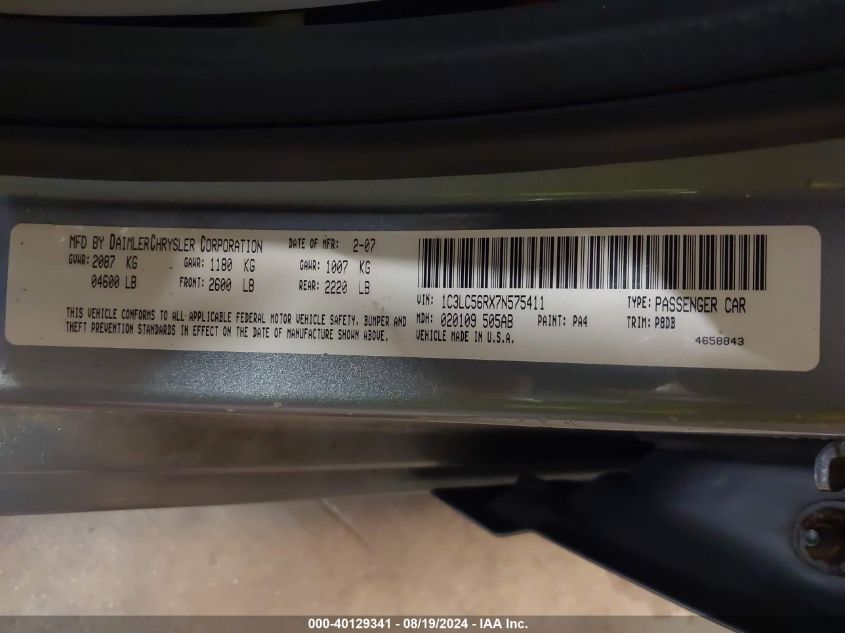 MFD BY DAIMLERCHRYSLER CORPORATION DATE OF MFR: 2-07
GVWR: 2087 KG GAWR: 1180 KG GAWR: 1007 KG
04600 LB FRONT: 2600 LB REAR: 2220 LB
THIS VEHICLE CONFORMS TO ALL APPLICABLE FEDERAL MOTOR VEHICLE SAFETY, BUMPER AND
THEFT PREVENTION STANDARDS IN EFFECT ON THE DATE OF MANUFACTURE SHOWN ABOVE.
VIN: 1C3LC56RX7N575411 TYPE: PASSENGER CAR
MDH: 020109 505AB PAINT: PA4 TRIM: P8DB
VEHICLE MADE IN U.S.A. 4658843
000-40129341 - 08/19/2024 - IAA Inc.